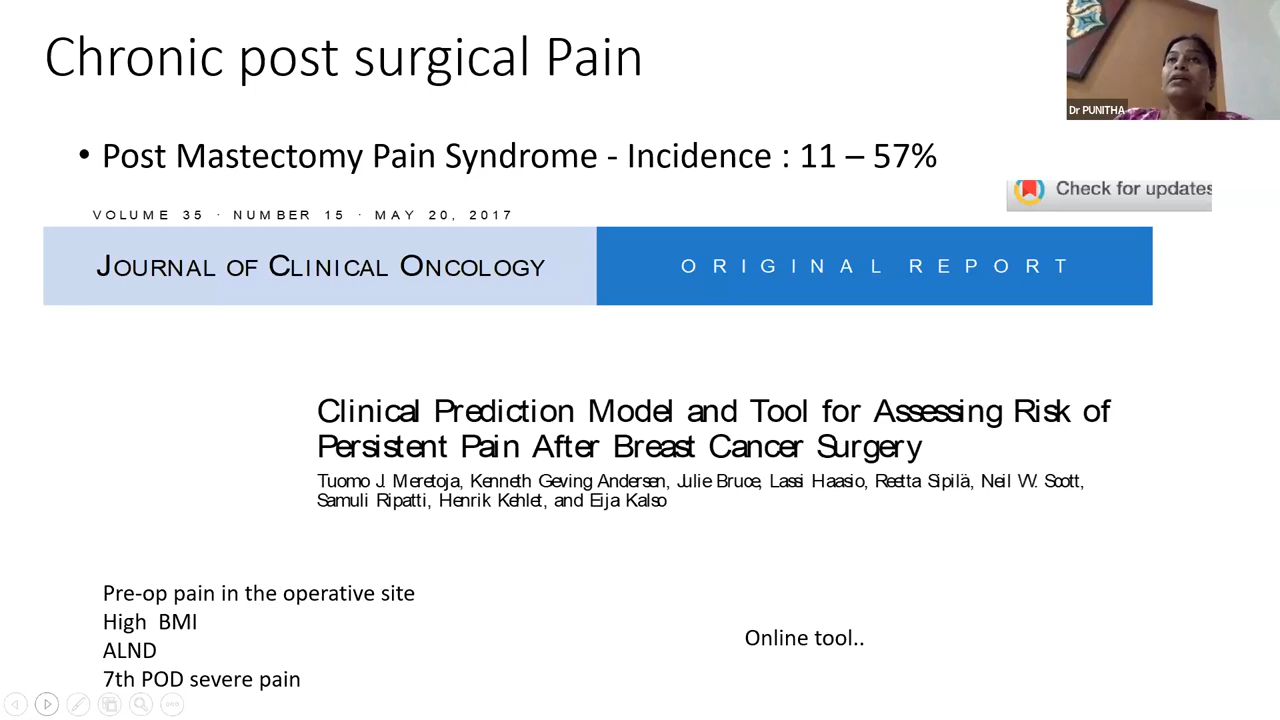 Chronic post surgical Pain
Dr PUNITHA
• Post Mastectomy Pain Syndrome - Incidence : 11 – 57%
Check for updates
VOLUME 35 · NUMBER 15 · MAY 20, 2017
JOURNAL OF CLINICAL ONCOLOGY
ORIGINAL REPORT
Clinical Prediction Model and Tool for Assessing Risk of
Persistent Pain After Breast Cancer Surgery
Tuomo J. Meretoja, Kenneth Geving Andersen, Julie Bruce, Lassi Haasio, Reetta Sipilä, Neil W. Scott,
Samuli Ripatti, Henrik Kehlet, and Eija Kalso
Pre-op pain in the operative site
High BMI
ALND
7th POD severe pain
Online tool..